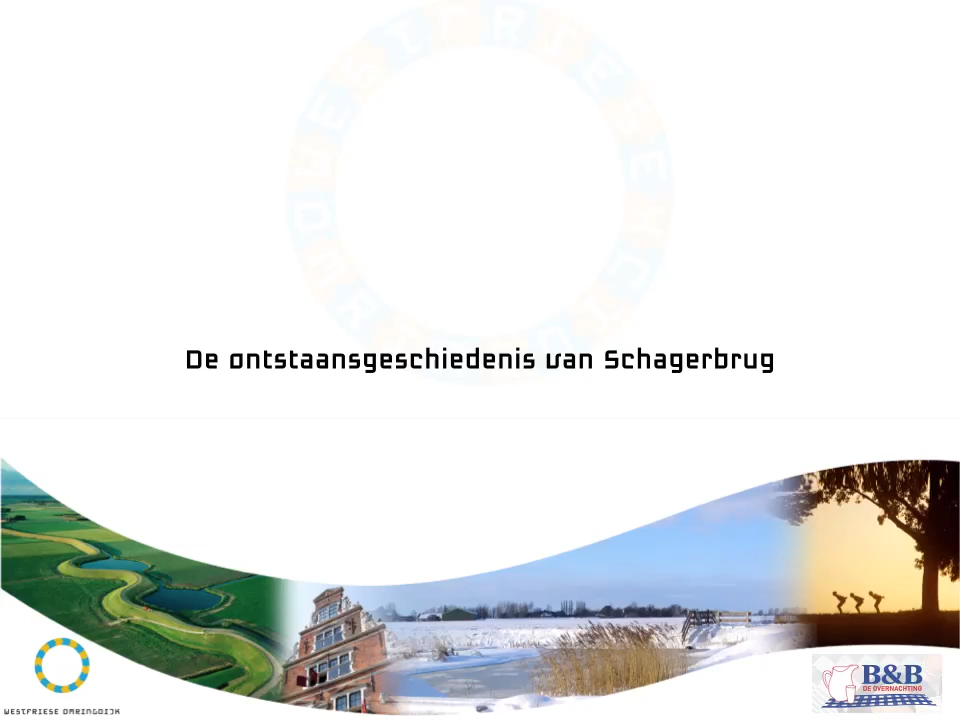 De ontstaansgeschiedenis van Schagerbrug
WESTFRIESE OMRINGDIJK
B&B
DE OVERNACHTING